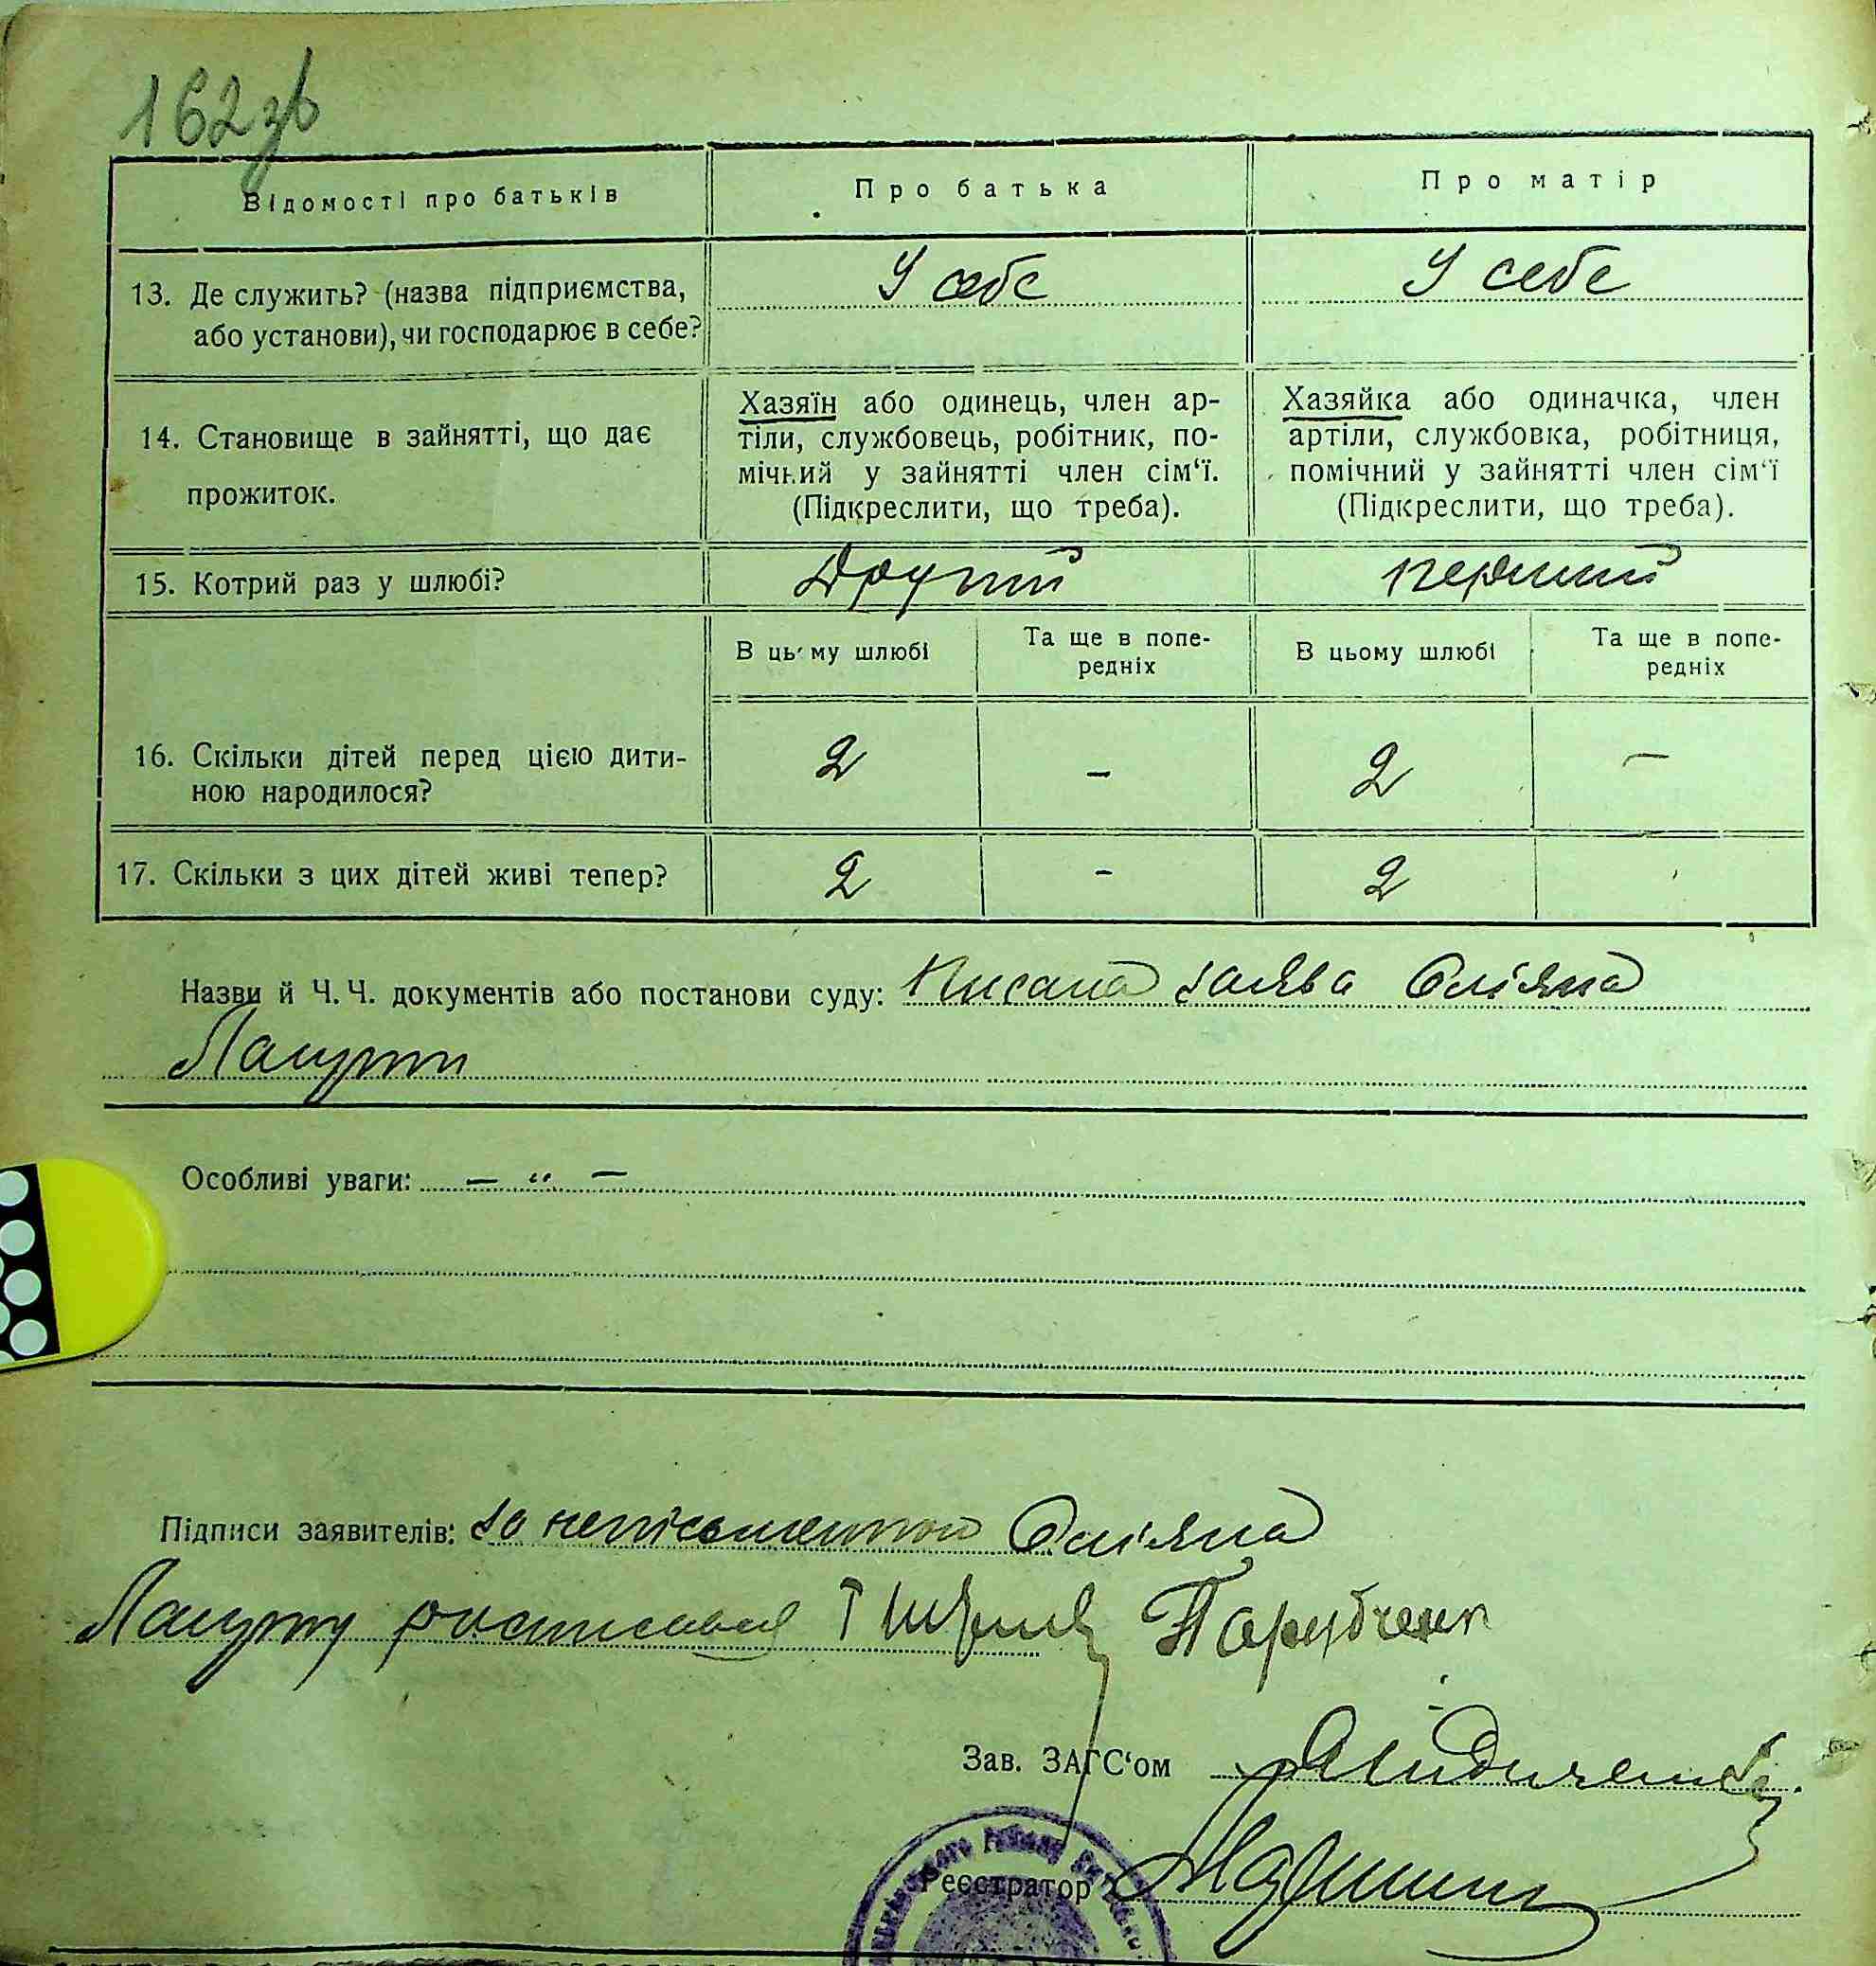 162зв
Відомості про батьків
Про батька
Про матір
13. Де служить? (назва підприємства,
або установи), чи господарює в себе?
У себе
У себе
14. Становище в зайнятті, що дає
прожиток.
Хазяїн або одинець, член ар-
тіли, службовець, робітник, по-
мічний у зайнятті член сім'ї.
(Підкреслити, що треба).
Хазяйка або одиначка, член
артіли, службовка, робітниця,
помічний у зайнятті член сім'ї
(Підкреслити, що треба).
15. Котрий раз у шлюбі?
Другий
перший
В цьому шлюбі
Та ще в попе-
редніх
В цьому шлюбі
Та ще в попе-
редніх
16. Скільки дітей перед цією дити-
ною народилося?
2
-
2
-
17. Скільки з цих дітей живі тепер?
2
-
2
Назви й Ч.Ч. документів або постанови суду: Писана заява
Особливі уваги: — „ —
Підписи заявителів: за неписьменного
Парубченко
Зав. ЗАГС'ом
Реєстратор